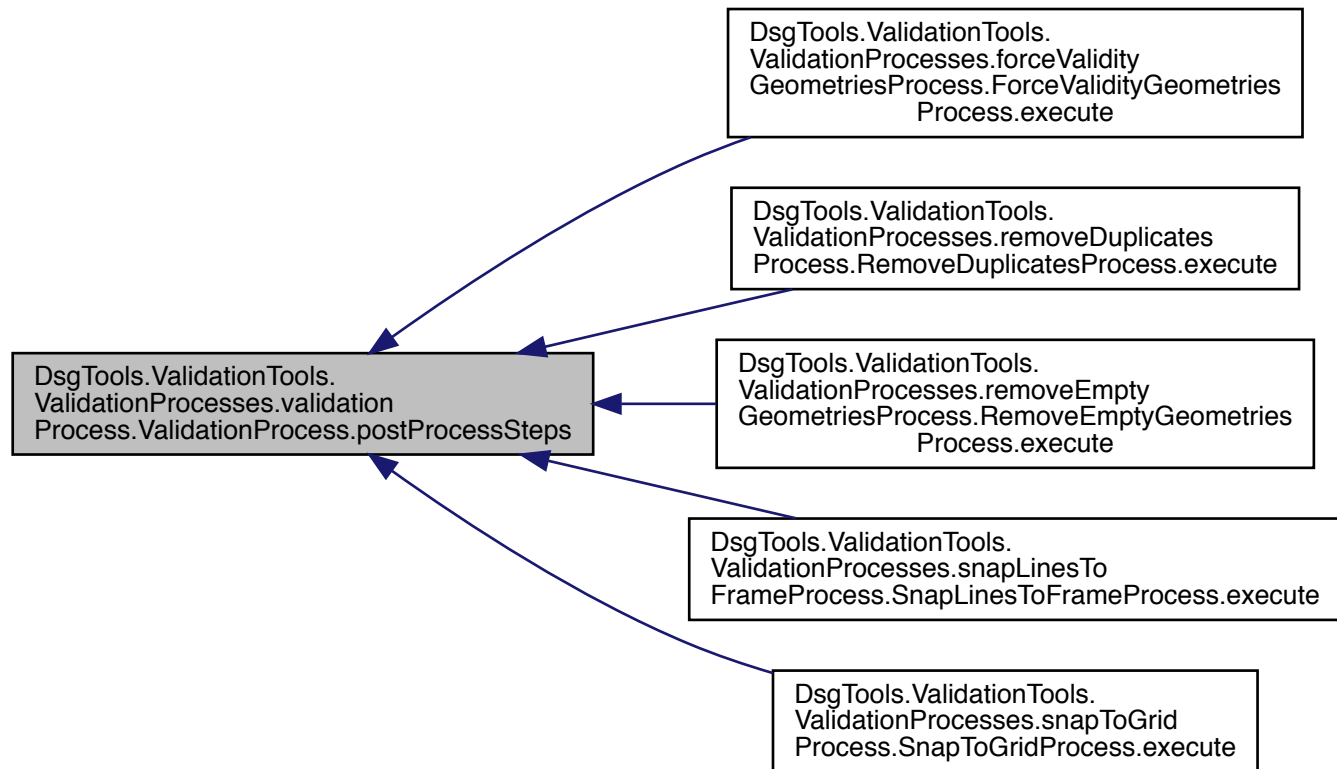 DsgTools.ValidationTools.
ValidationProcesses.forceValidity
GeometriesProcess.ForceValidityGeometries
Process.execute
DsgTools.ValidationTools.
ValidationProcesses.removeDuplicates
Process.RemoveDuplicatesProcess.execute
DsgTools.ValidationTools.
ValidationProcesses.validation
Process.ValidationProcess.postProcessSteps
DsgTools.ValidationTools.
ValidationProcesses.removeEmpty
GeometriesProcess.RemoveEmptyGeometries
Process.execute
DsgTools.ValidationTools.
ValidationProcesses.snapLinesTo
FrameProcess.SnapLinesToFrameProcess.execute
DsgTools.ValidationTools.
ValidationProcesses.snapToGrid
Process.SnapToGridProcess.execute